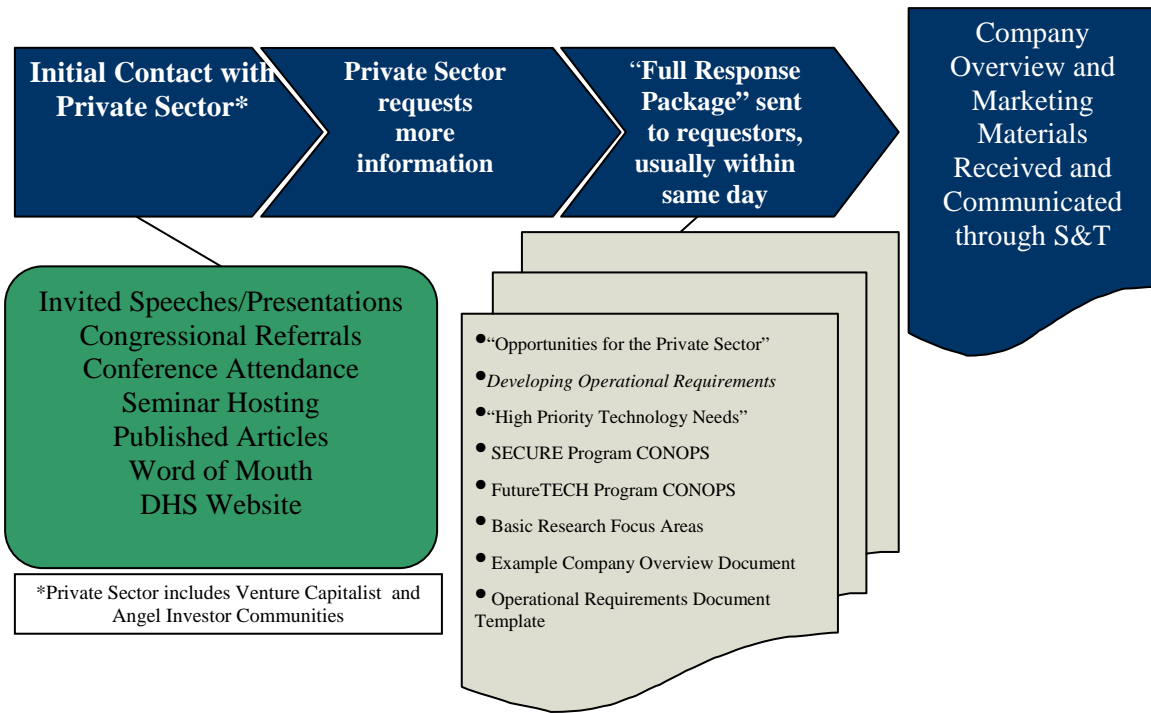 Initial Contact with
Private Sector*
Private Sector
requests
more
information
“Full Response
Package” sent
to requestors,
usually within
same day
Company
Overview and
Marketing
Materials
Received and
Communicated
through S&T
Invited Speeches/Presentations
Congressional Referrals
Conference Attendance
Seminar Hosting
Published Articles
Word of Mouth
DHS Website
*Private Sector includes Venture Capitalist and
Angel Investor Communities
• “Opportunities for the Private Sector”
• Developing Operational Requirements
• “High Priority Technology Needs”
• SECURE Program CONOPS
• FutureTECH Program CONOPS
• Basic Research Focus Areas
• Example Company Overview Document
• Operational Requirements Document
Template